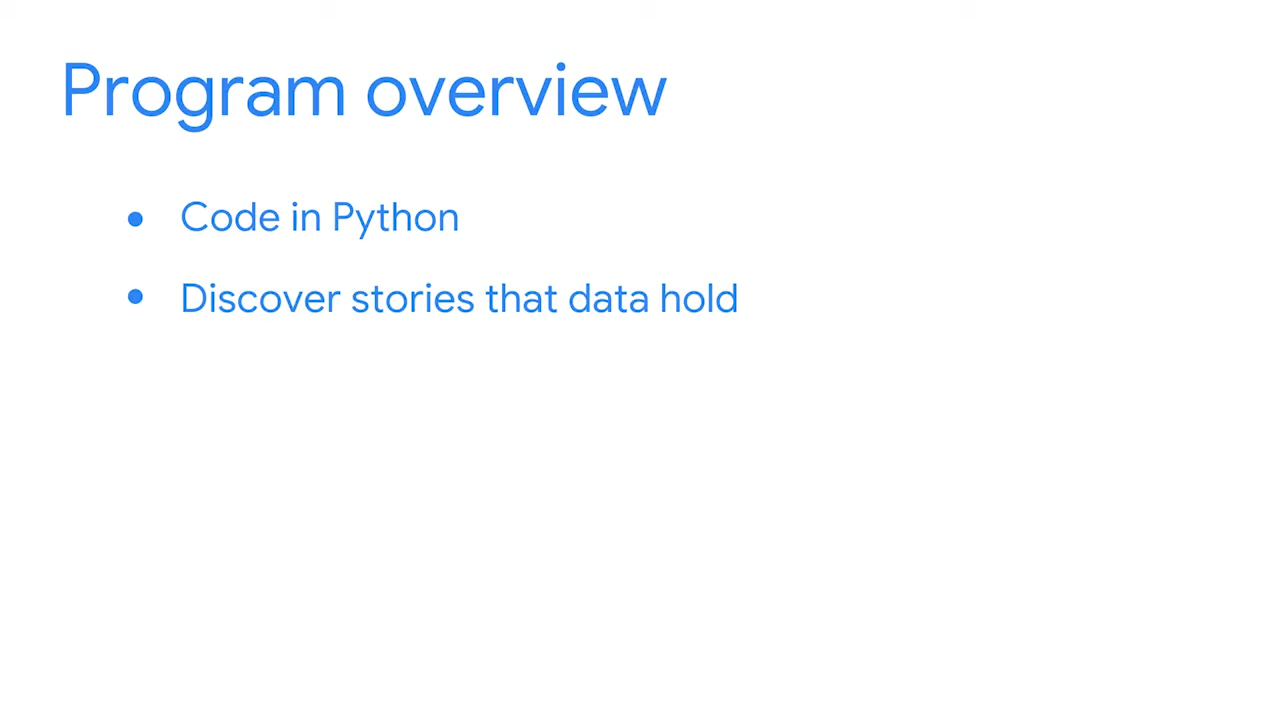 Program overview
• Code in Python
• Discover stories that data hold